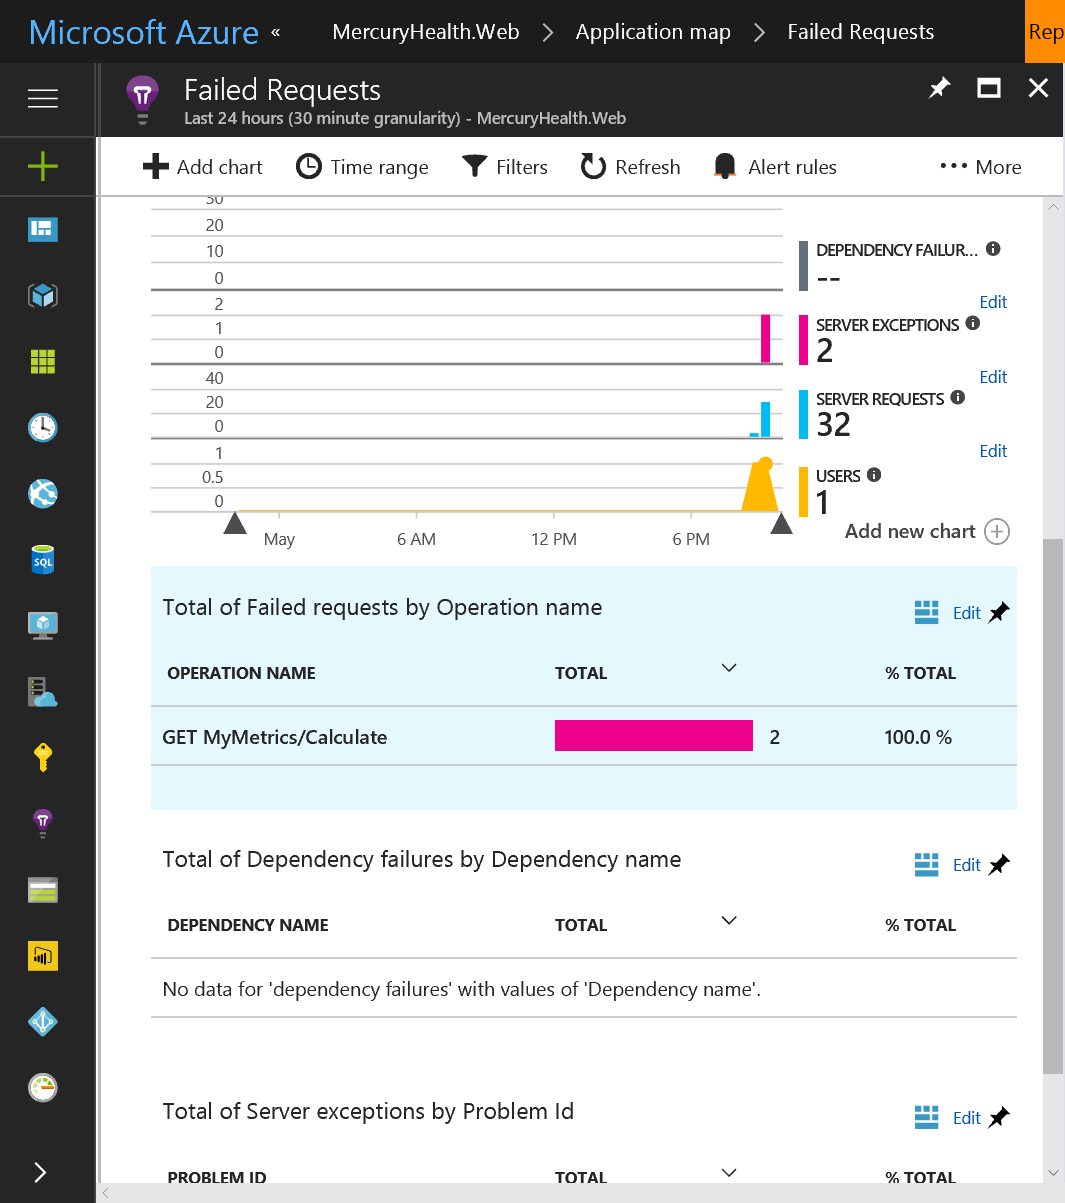 Microsoft Azure « MercuryHealth.Web > Application map > Failed Requests Rep
Failed Requests
Last 24 hours (30 minute granularity) - MercuryHealth.Web
Add chart Time range Filters Refresh Alert rules ••• More
30
20
10
0
DEPENDENCY FAILUR...
--
Edit
2
1
0
SERVER EXCEPTIONS
2
Edit
40
20
0
SERVER REQUESTS
32
Edit
1
0.5
0
USERS
1
May 6 AM 12 PM 6 PM
Add new chart
Total of Failed requests by Operation name
Edit
OPERATION NAME TOTAL % TOTAL
GET MyMetrics/Calculate 2 100.0 %
Total of Dependency failures by Dependency name
Edit
DEPENDENCY NAME TOTAL % TOTAL
No data for 'dependency failures' with values of 'Dependency name'.
Total of Server exceptions by Problem Id
Edit
PROBLEM ID TOTAL % TOTAL
SQL